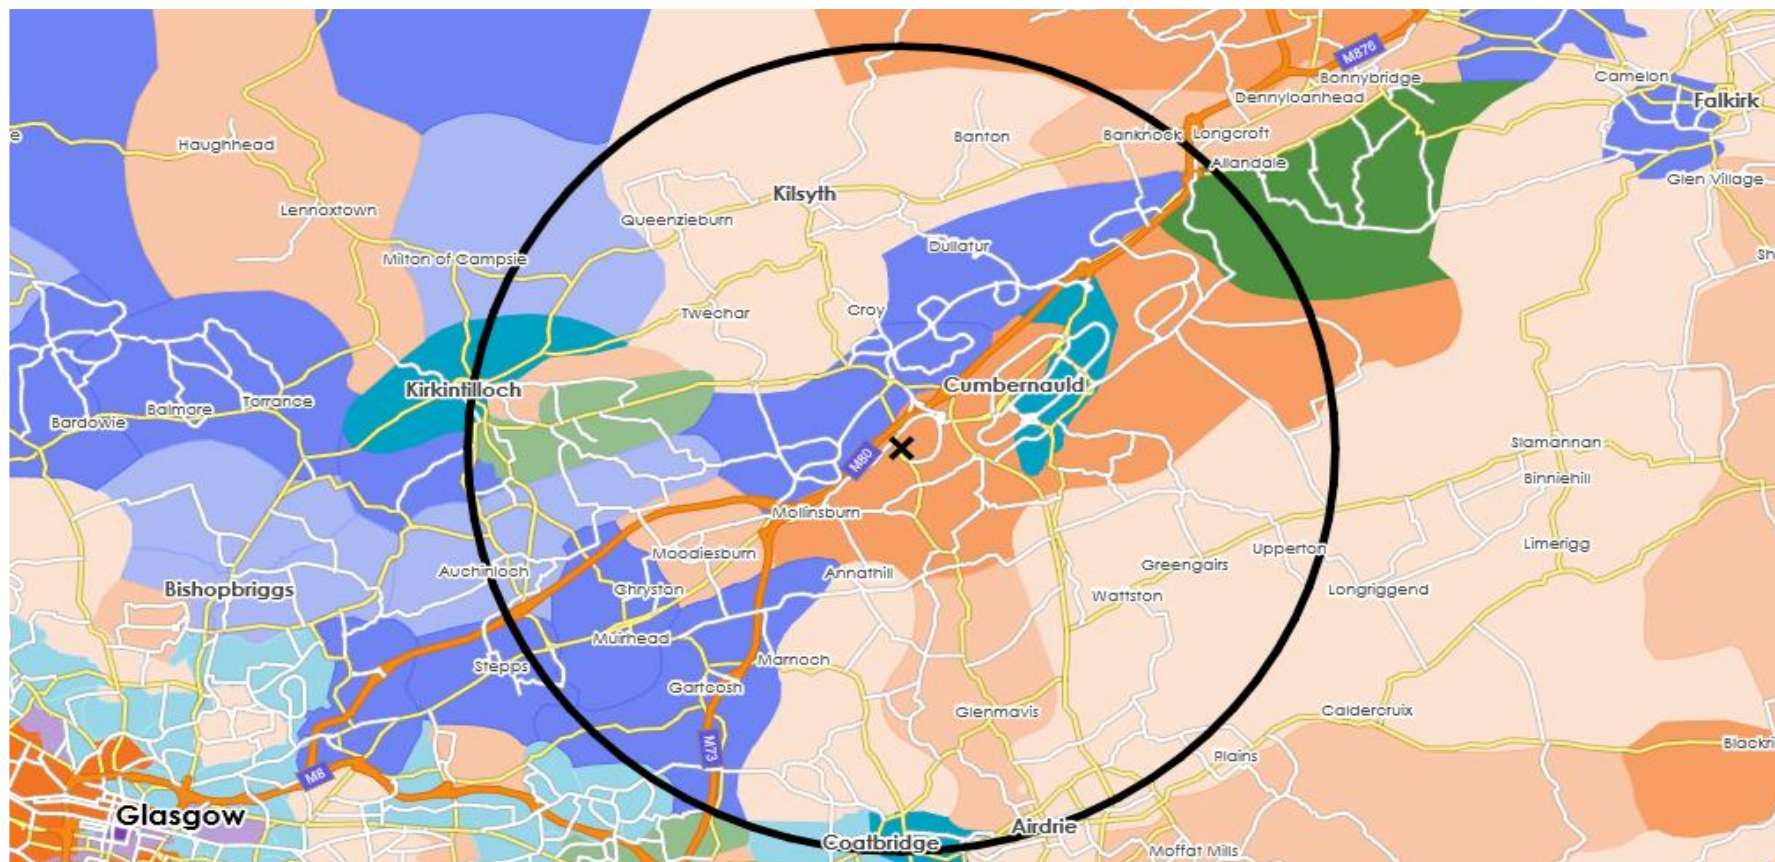 M876
Bonnybridge
Camelon
Dennyloanhead
Falkirk
e
Haughhead
Banton
Banknock
Longcroft
Allandale
Glen Village
Kilsyth
Lennoxtown
Queenzieburn
Dullatur
Milton of Campsie
Sh
Twechar
Croy
Kirkintilloch
Cumbernauld
Torrance
Balmore
Bardowie
M80
Slamannan
Binniehill
Mollinsburn
Moodiesburn
Upperton
Limerigg
Auchinloch
Annathill
Greengairs
Bishopbriggs
Chryston
Wattston
Longriggend
Muirhead
Stepps
Marnoch
Gartcosh
Glenmavis
Caldercruix
M73
Plains
Blackri
M8
Glasgow
Airdrie
Coatbridge
Moffat Mills